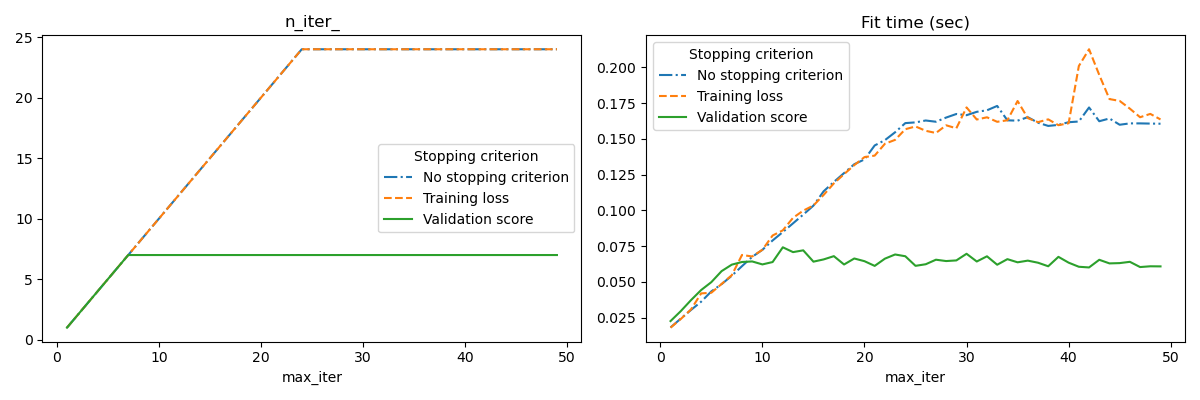 n_iter_
25
20
15
10
5
0
Stopping criterion
No stopping criterion
Training loss
Validation score
0 10 20 30 40 50
max_iter
Fit time (sec)
0.200
0.175
0.150
0.125
0.100
0.075
0.050
0.025
Stopping criterion
No stopping criterion
Training loss
Validation score
0 10 20 30 40 50
max_iter